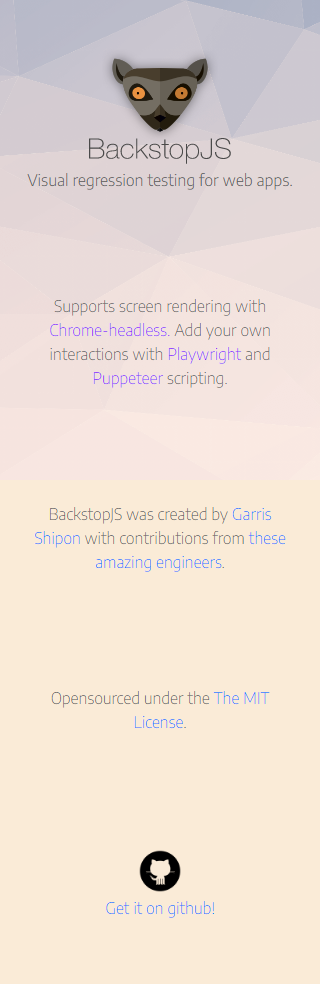 BackstopJS
Visual regression testing for web apps.
Supports screen rendering with
Chrome-headless. Add your own
interactions with Playwright and
Puppeteer scripting.
BackstopJS was created by Garris
Shipon with contributions from these
amazing engineers.
Opensourced under the The MIT
License.
Get it on github!